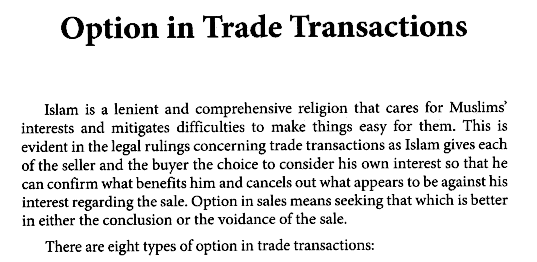 Option in Trade Transactions
Islam is a lenient and comprehensive religion that cares for Muslims'
interests and mitigates difficulties to make things easy for them. This is
evident in the legal rulings concerning trade transactions as Islam gives each
of the seller and the buyer the choice to consider his own interest so that he
can confirm what benefits him and cancels out what appears to be against his
interest regarding the sale. Option in sales means seeking that which is better
in either the conclusion or the voidance of the sale.
There are eight types of option in trade transactions: